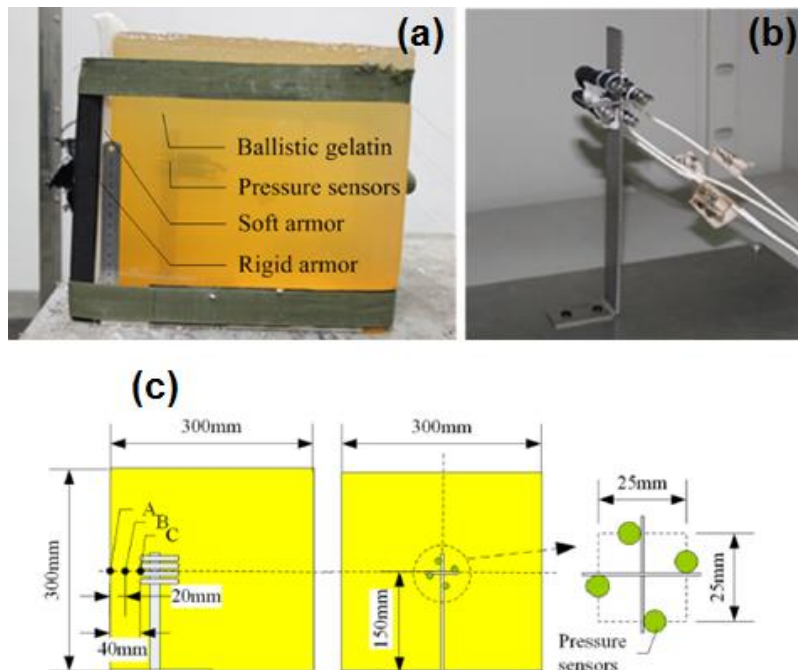 (a)
Ballistic gelatin
Pressure sensors
Soft armor
Rigid armor
(b)
(c)
300mm
300mm
A
B
C
300mm
20mm
40mm
150mm
25mm
25mm
Pressure
sensors